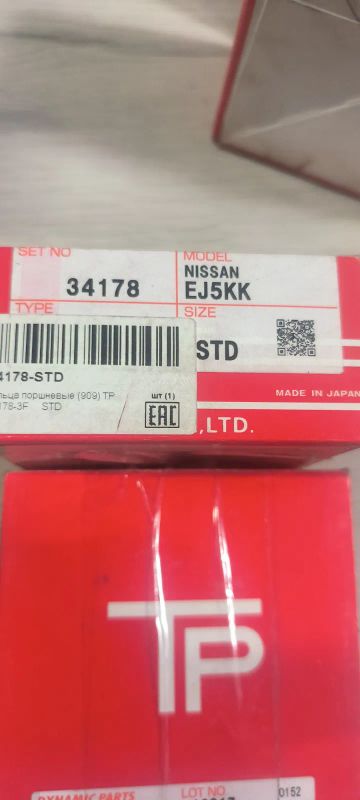 SET NO
34178
MODEL
NISSAN
EJ5KK
TYPE
SIZE
STD
4178-STD
льца поршневые (909) TP
178-3F STD
шт (1)
EAC
MADE IN JAPAN
,LTD.
TP
DYNAMIC PARTS
LOT NO
0152